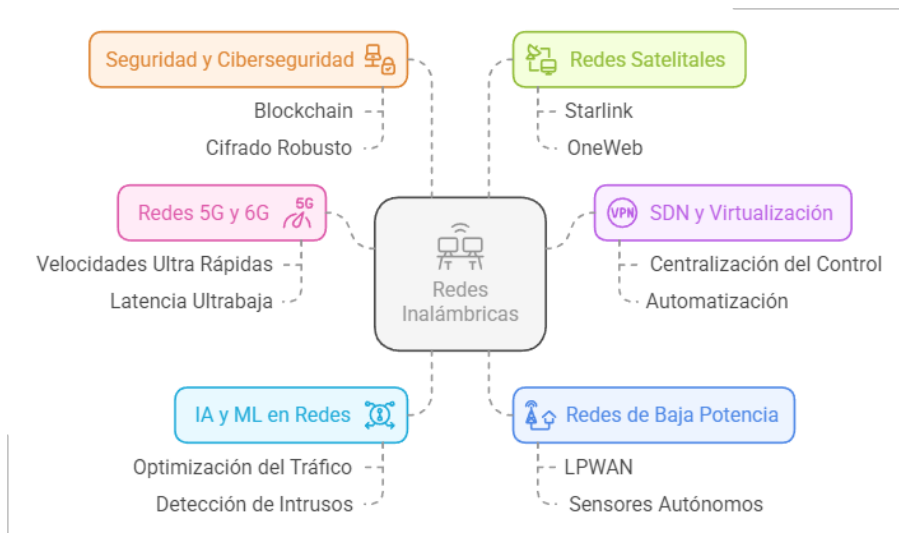 Seguridad y Ciberseguridad
Blockchain
Cifrado Robusto
Redes Satelitales
Starlink
OneWeb
Redes 5G y 6G
5G
Velocidades Ultra Rápidas
Latencia Ultrabaja
VPN
SDN y Virtualización
Centralización del Control
Automatización
Redes
Inalámbricas
IA y ML en Redes
Optimización del Tráfico
Detección de Intrusos
Redes de Baja Potencia
LPWAN
Sensores Autónomos